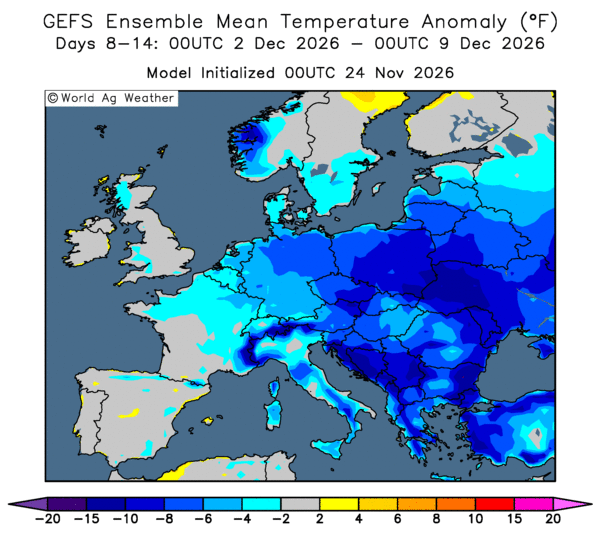 GEFS Ensemble Mean Temperature Anomaly (°F)
Days 8−14: 00UTC 2 Dec 2026 − 00UTC 9 Dec 2026
Model Initialized 00UTC 24 Nov 2026
©World Ag Weather
−20 −15 −10 −8 −6 −4 −2 2 4 6 8 10 15 20